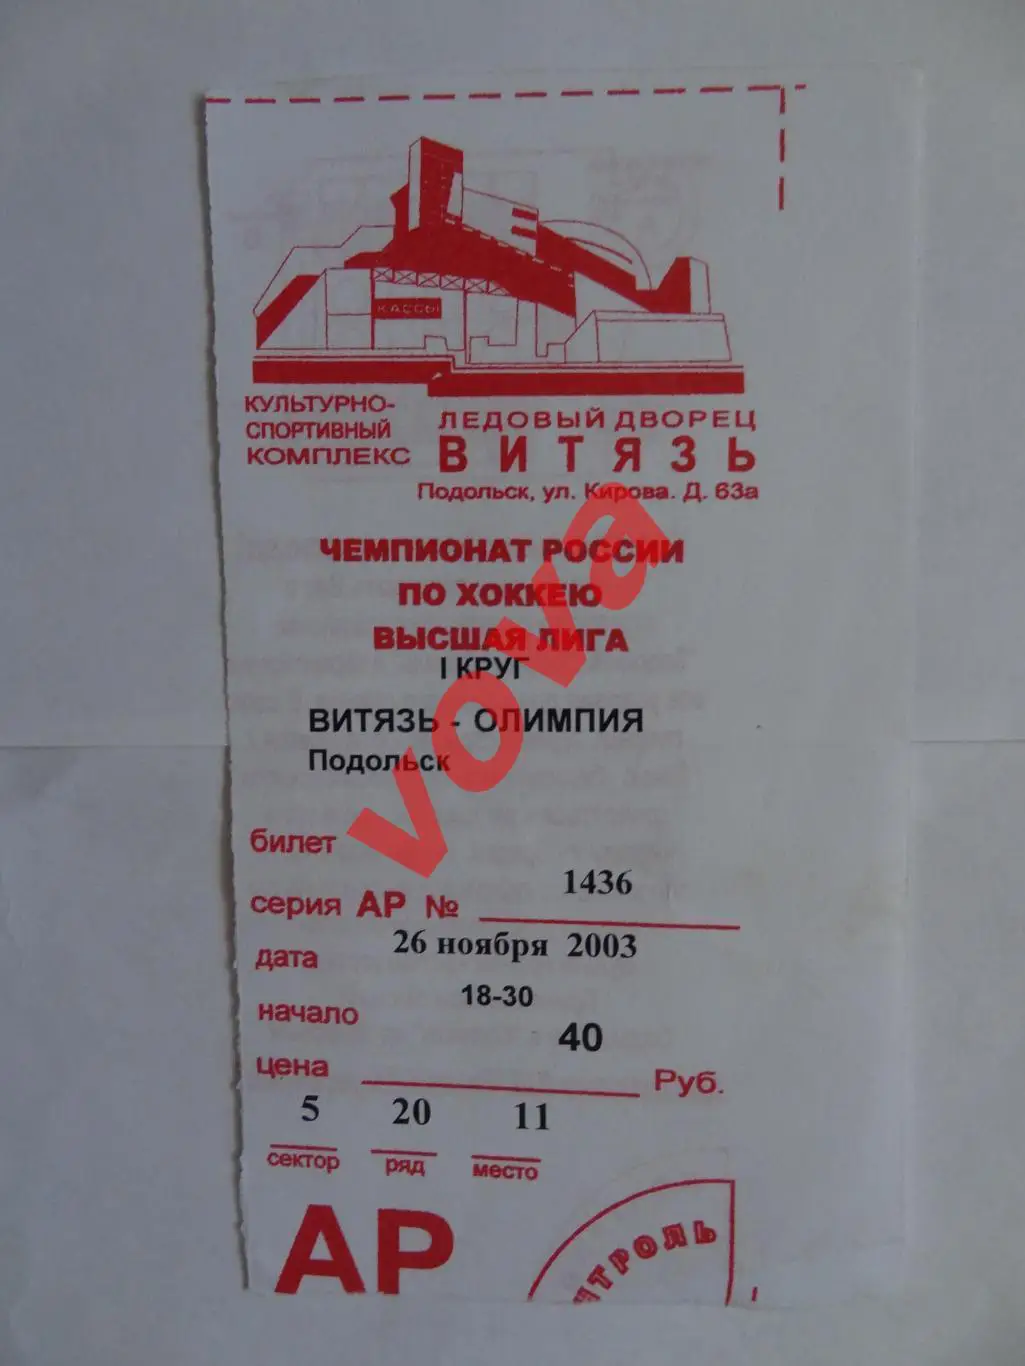 КАССЫ
КУЛЬТУРНО-
СПОРТИВНЫЙ
КОМПЛЕКС
ЛЕДОВЫЙ ДВОРЕЦ
ВИТЯЗЬ
Подольск, ул. Кирова. Д. 63а
ЧЕМПИОНАТ РОССИИ
ПО ХОККЕЮ
ВЫСШАЯ ЛИГА
I КРУГ
ВИТЯЗЬ - ОЛИМПИЯ
Подольск
vova
билет
серия АР № 1436
дата 26 ноября 2003
начало 18-30
цена 40 Руб.
5 20 11
сектор ряд место
АР
НТРОЛЬ